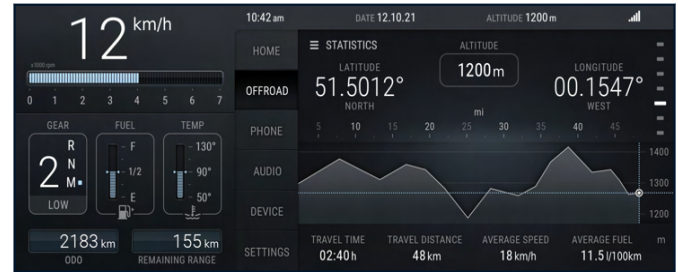 12 km/h
x1000 rpm
0 1 2 3 4 5 6 7
GEAR FUEL TEMP
R
N
M
2
LOW
F
1/2
E
130°
90°
50°
2183 km
ODO
155 km
REMAINING RANGE
10:42 am DATE 12.10.21 ALTITUDE 1200 m
HOME
OFFROAD
PHONE
AUDIO
DEVICE
SETTINGS
STATISTICS
LATITUDE
51.5012°
NORTH
ALTITUDE
1200 m
LONGITUDE
00.1547°
WEST
mi
5 10 15 20 25 30 35 40 45
1400
1300
1200
m
TRAVEL TIME TRAVEL DISTANCE AVERAGE SPEED AVERAGE FUEL
02:40 h 48 km 18 km/h 11.5 l/100km